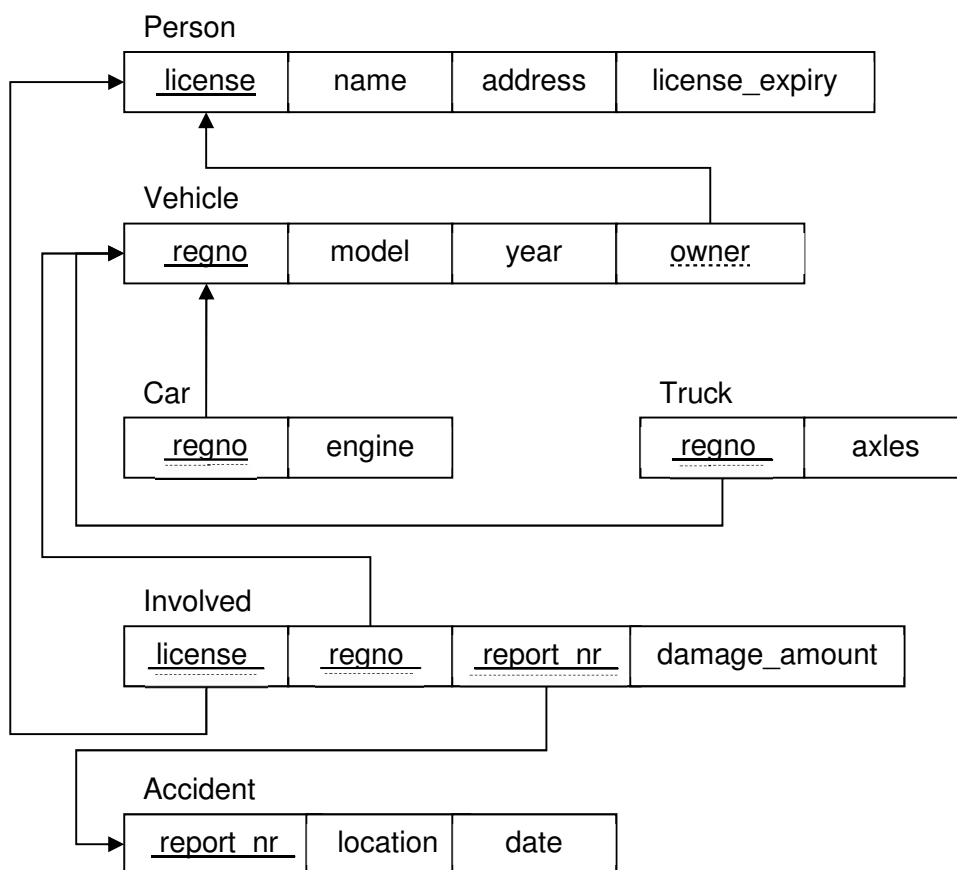 Person
license name address license_expiry
Vehicle
regno model year owner
Car Truck
regno engine regno axles
Involved
license regno report_nr damage_amount
Accident
report_nr location date